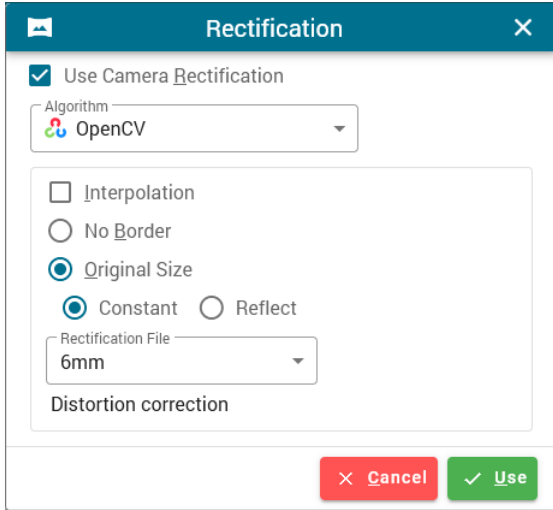 Rectification
Use Camera Rectification
Algorithm
OpenCV
Interpolation
No Border
Original Size
Constant Reflect
Rectification File
6mm
Distortion correction
Cancel Use